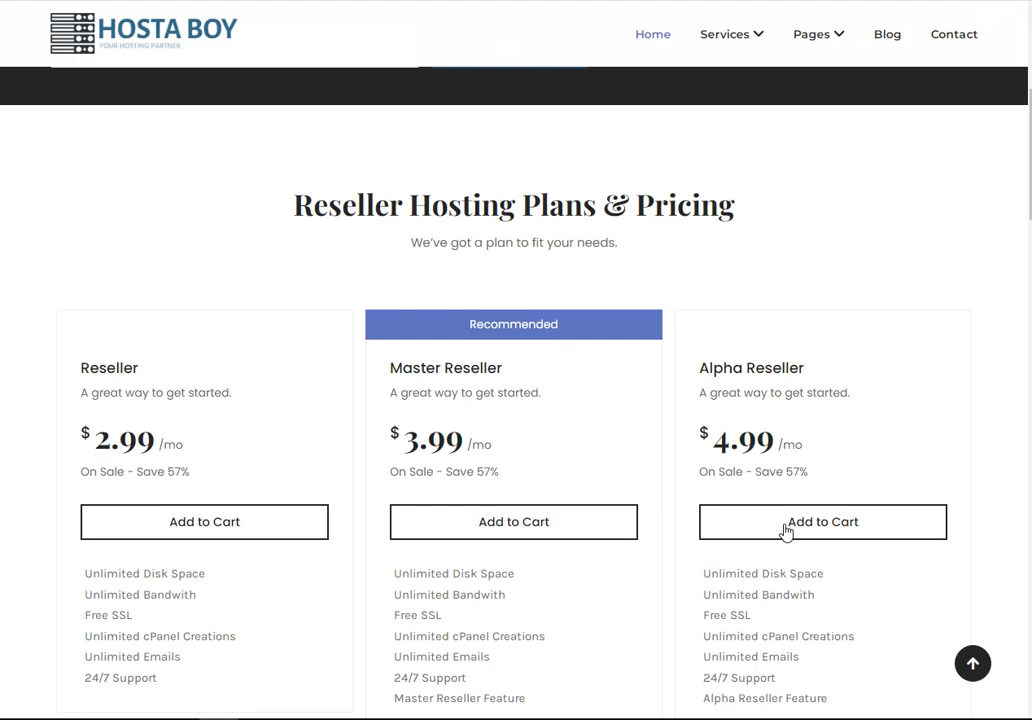 HOSTA BOY
YOUR HOSTING PARTNER
Home Services Pages Blog Contact
Reseller Hosting Plans & Pricing
We've got a plan to fit your needs.
Reseller
A great way to get started.
$ 2.99 /mo
On Sale - Save 57%
Add to Cart
Unlimited Disk Space
Unlimited Bandwith
Free SSL
Unlimited cPanel Creations
Unlimited Emails
24/7 Support
Recommended
Master Reseller
A great way to get started.
$ 3.99 /mo
On Sale - Save 57%
Add to Cart
Unlimited Disk Space
Unlimited Bandwith
Free SSL
Unlimited cPanel Creations
Unlimited Emails
24/7 Support
Master Reseller Feature
Alpha Reseller
A great way to get started.
$ 4.99 /mo
On Sale - Save 57%
Add to Cart
Unlimited Disk Space
Unlimited Bandwith
Free SSL
Unlimited cPanel Creations
Unlimited Emails
24/7 Support
Alpha Reseller Feature